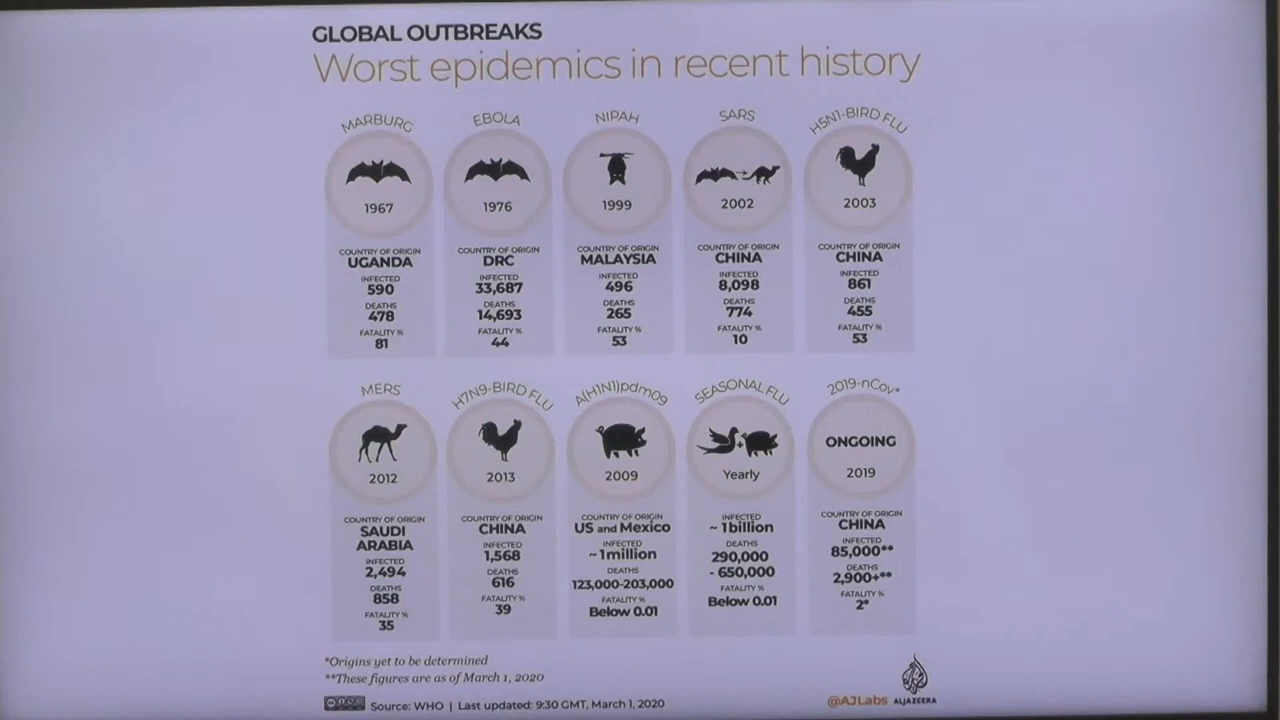 GLOBAL OUTBREAKS
Worst epidemics in recent history
MARBURG
1967
COUNTRY OF ORIGIN
UGANDA
INFECTED
590
DEATHS
478
FATALITY %
81
EBOLA
1976
COUNTRY OF ORIGIN
DRC
INFECTED
33,687
DEATHS
14,693
FATALITY %
44
NIPAH
1999
COUNTRY OF ORIGIN
MALAYSIA
INFECTED
496
DEATHS
265
FATALITY %
53
SARS
2002
COUNTRY OF ORIGIN
CHINA
INFECTED
8,098
DEATHS
774
FATALITY %
10
H5N1-BIRD FLU
2003
COUNTRY OF ORIGIN
CHINA
INFECTED
861
DEATHS
455
FATALITY %
53
MERS
2012
COUNTRY OF ORIGIN
SAUDI
ARABIA
INFECTED
2,494
DEATHS
858
FATALITY %
35
H7N9-BIRD FLU
2013
COUNTRY OF ORIGIN
CHINA
INFECTED
1,568
DEATHS
616
FATALITY %
39
A(H1N1)pdm09
2009
COUNTRY OF ORIGIN
US and Mexico
INFECTED
~ 1 million
DEATHS
123,000-203,000
FATALITY %
Below 0.01
SEASONAL FLU
Yearly
INFECTED
~ 1 billion
DEATHS
290,000
- 650,000
FATALITY %
Below 0.01
2019-nCov*
ONGOING
2019
COUNTRY OF ORIGIN
CHINA
INFECTED
85,000**
DEATHS
2,900+**
FATALITY %
2*
*Origins yet to be determined
**These figures are as of March 1, 2020
Source: WHO | Last updated: 9:30 GMT, March 1, 2020
@AJLabs
ALJAZEERA